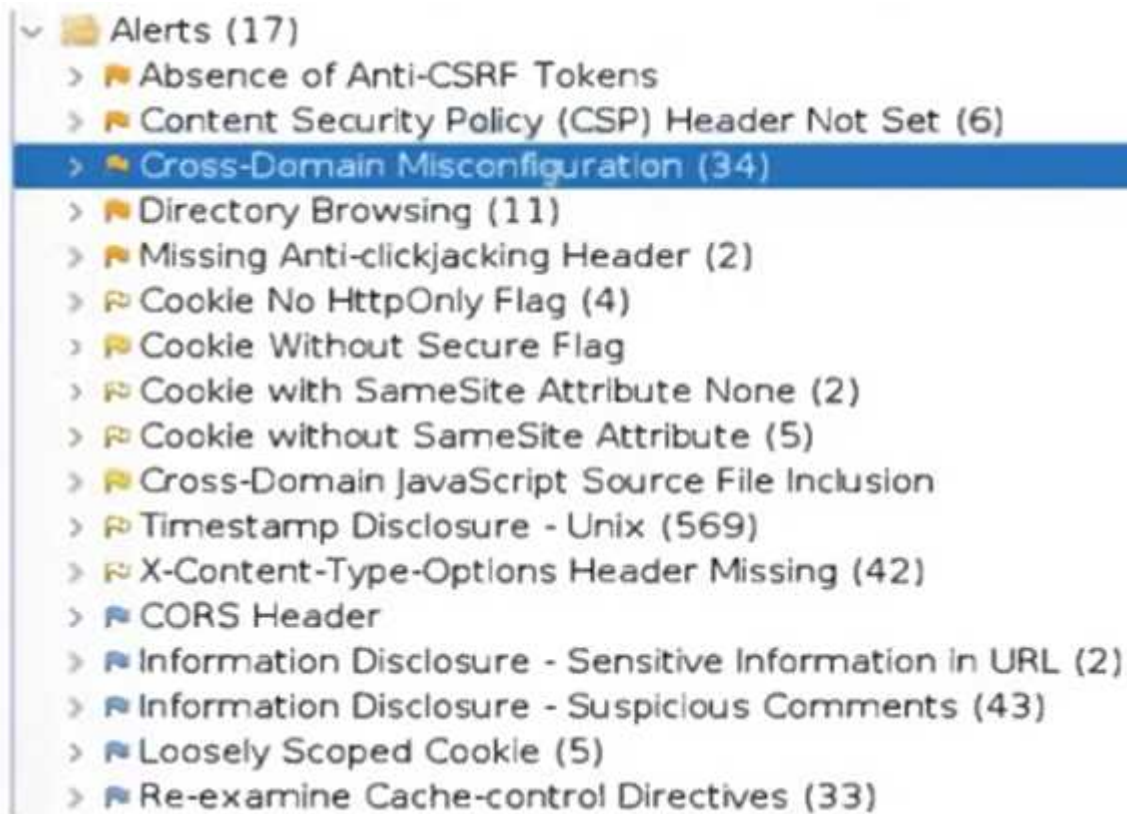 Alerts (17)
Absence of Anti-CSRF Tokens
Content Security Policy (CSP) Header Not Set (6)
Cross-Domain Misconfiguration (34)
Directory Browsing (11)
Missing Anti-clickjacking Header (2)
Cookie No HttpOnly Flag (4)
Cookie Without Secure Flag
Cookie with SameSite Attribute None (2)
Cookie without SameSite Attribute (5)
Cross-Domain JavaScript Source File Inclusion
Timestamp Disclosure - Unix (569)
X-Content-Type-Options Header Missing (42)
CORS Header
Information Disclosure - Sensitive Information in URL (2)
Information Disclosure - Suspicious Comments (43)
Loosely Scoped Cookie (5)
Re-examine Cache-control Directives (33)